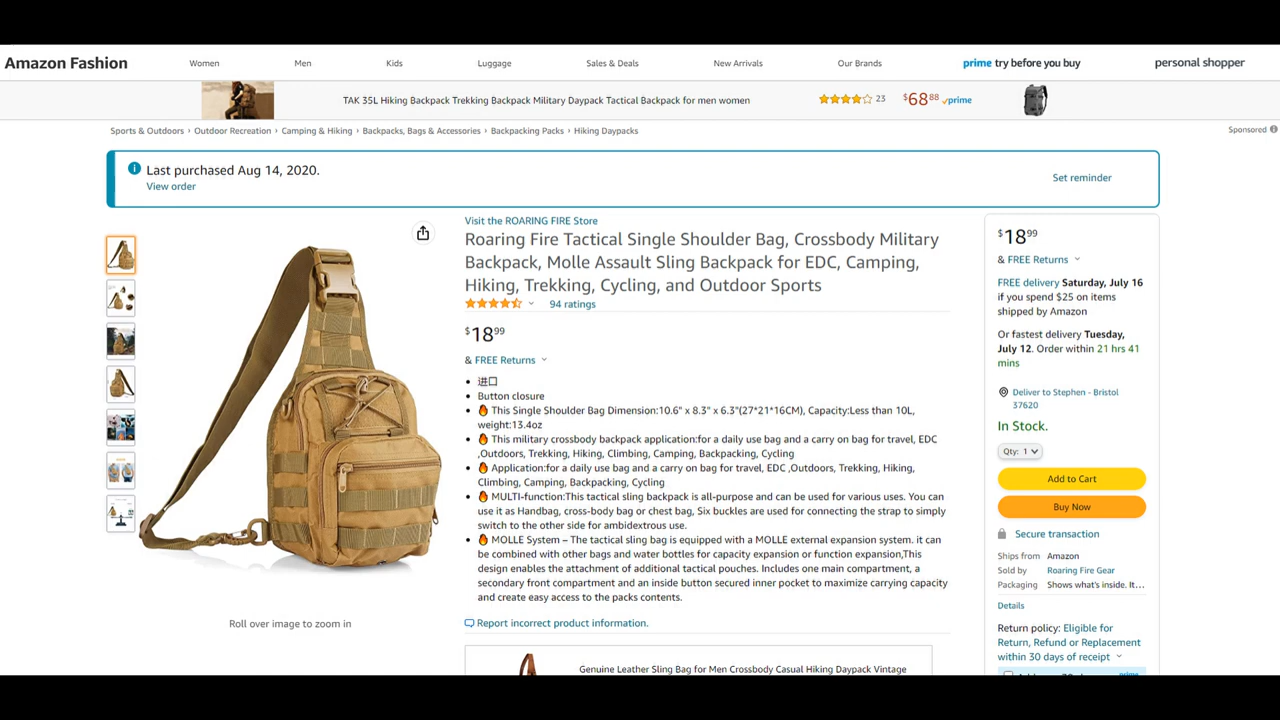 Amazon Fashion
Women
Men
Kids
Luggage
Sales & Deals
New Arrivals
Our Brands
prime try before you buy
personal shopper
TAK 35L Hiking Backpack Trekking Backpack Military Daypack Tactical Backpack for men women
23
$68 88
prime
Sports & Outdoors › Outdoor Recreation › Camping & Hiking › Backpacks, Bags & Accessories › Backpacking Packs › Hiking Daypacks
Sponsored
Last purchased Aug 14, 2020.
View order
Set reminder
Visit the ROARING FIRE Store
Roaring Fire Tactical Single Shoulder Bag, Crossbody Military
Backpack, Molle Assault Sling Backpack for EDC, Camping,
Hiking, Trekking, Cycling, and Outdoor Sports
94 ratings
$18 99
& FREE Returns
• 进口
• Button closure
• 🔥 This Single Shoulder Bag Dimension:10.6" x 8.3" x 6.3"(27*21*16CM), Capacity:Less than 10L,
weight:13.4oz
• 🔥 This military crossbody backpack application:for a daily use bag and a carry on bag for travel, EDC
,Outdoors, Trekking, Hiking, Climbing, Camping, Backpacking, Cycling
• 🔥 Application:for a daily use bag and a carry on bag for travel, EDC ,Outdoors, Trekking, Hiking,
Climbing, Camping, Backpacking, Cycling
• 🔥 MULTI-function:This tactical sling backpack is all-purpose and can be used for various uses. You can
use it as Handbag, cross-body bag or chest bag, Six buckles are used for connecting the strap to simply
switch to the other side for ambidextrous use.
• 🔥 MOLLE System – The tactical sling bag is equipped with a MOLLE external expansion system. it can
be combined with other bags and water bottles for capacity expansion or function expansion,This
design enables the attachment of additional tactical pouches. Includes one main compartment, a
secondary front compartment and an inside button secured inner pocket to maximize carrying capacity
and create easy access to the packs contents.
Report incorrect product information.
Roll over image to zoom in
Genuine Leather Sling Bag for Men Crossbody Casual Hiking Daypack Vintage
$18 99
& FREE Returns
FREE delivery Saturday, July 16
if you spend $25 on items
shipped by Amazon
Or fastest delivery Tuesday,
July 12. Order within 21 hrs 41
mins
Deliver to Stephen - Bristol
37620
In Stock.
Qty: 1
Add to Cart
Buy Now
Secure transaction
Ships from Amazon
Sold by Roaring Fire Gear
Packaging Shows what's inside. It…
Details
Return policy: Eligible for
Return, Refund or Replacement
within 30 days of receipt
prime